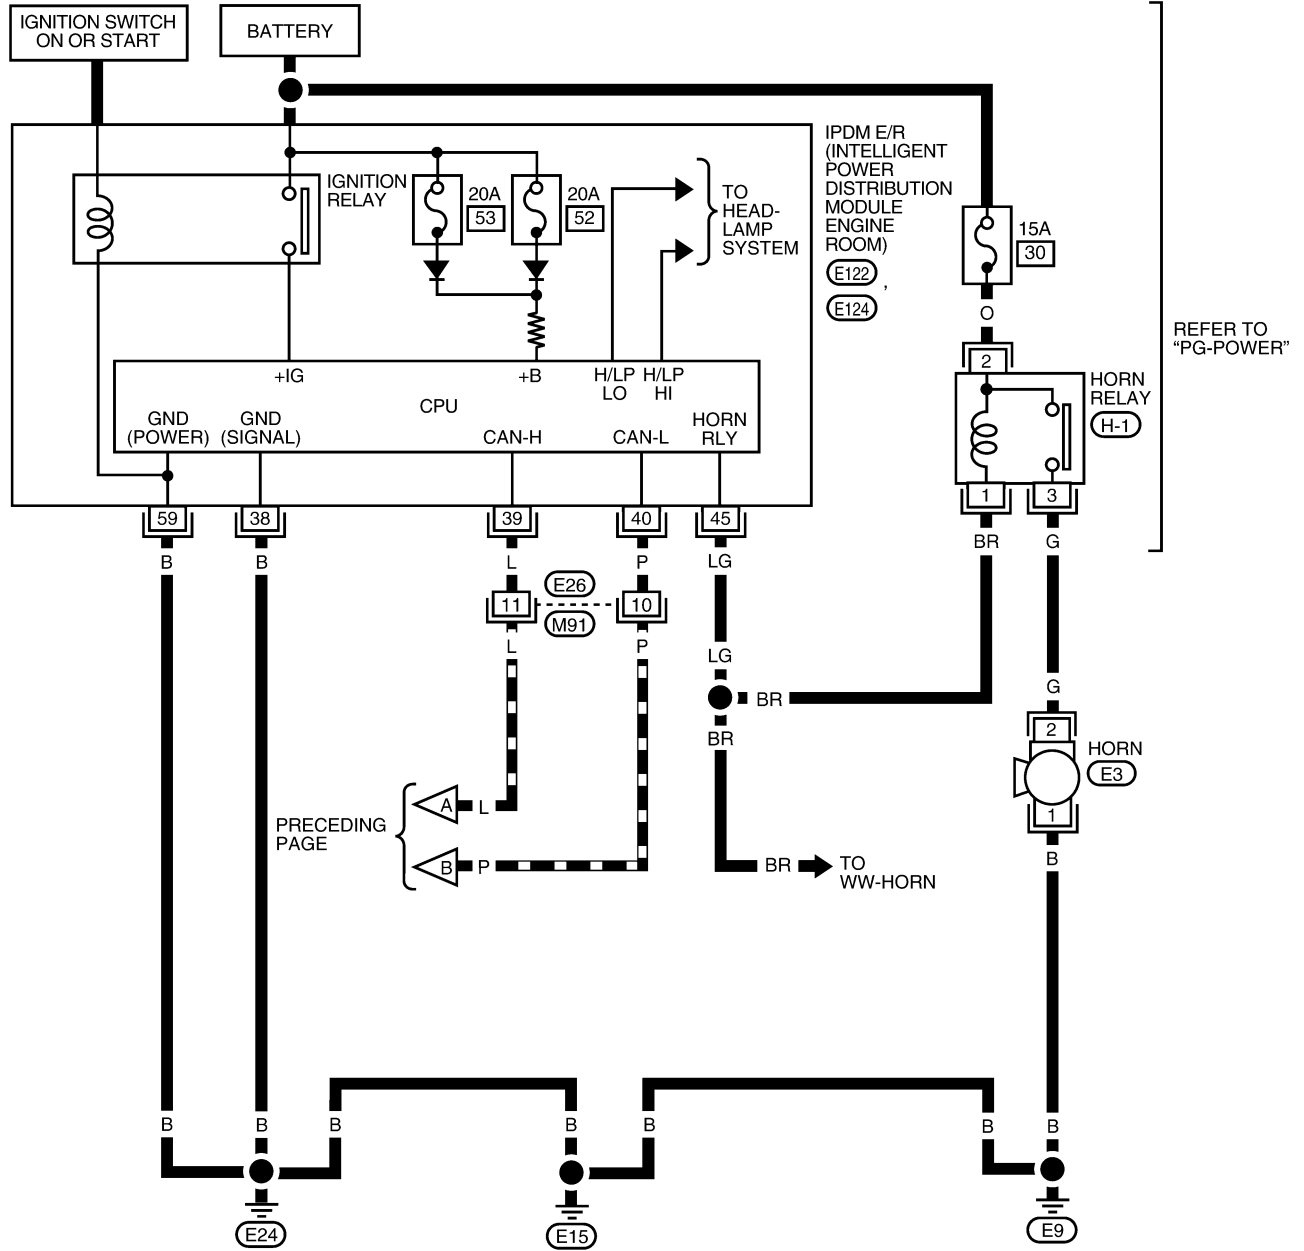 IGNITION SWITCH
ON OR START
BATTERY
IGNITION
RELAY
20A
53
20A
52
TO
HEAD-
LAMP
SYSTEM
IPDM E/R
(INTELLIGENT
POWER
DISTRIBUTION
MODULE
ENGINE
ROOM)
E122 ,
E124
15A
30
O
2
HORN
RELAY
H-1
REFER TO
“PG-POWER”
+IG
+B
H/LP
LO
H/LP
HI
CPU
GND
(POWER)
GND
(SIGNAL)
CAN-H
CAN-L
HORN
RLY
1
3
59
38
39
40
45
BR
G
B
B
L
P
LG
E26
11
10
M91
L
P
LG
BR
G
BR
2
HORN
E3
1
PRECEDING
PAGE
A
L
B
P
BR
TO
WW-HORN
B
B
B
B
B
B
B
B
E24
E15
E9